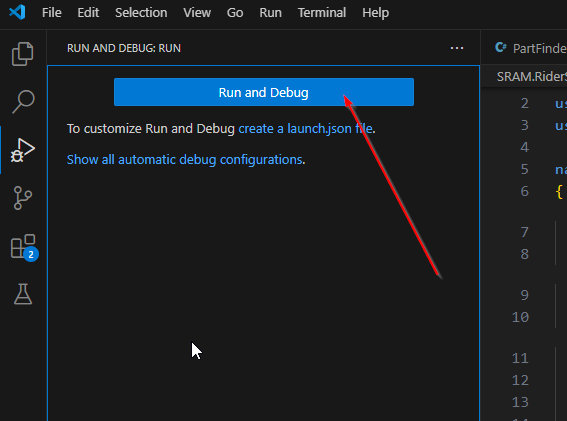 File Edit Selection View Go Run Terminal Help
RUN AND DEBUG: RUN
Run and Debug
To customize Run and Debug create a launch.json file.
Show all automatic debug configurations.
2
C# PartFinde
SRAM.RiderS
2 us
3 us
4
5 na
6 {
7
8
9
10
11
12
13
14